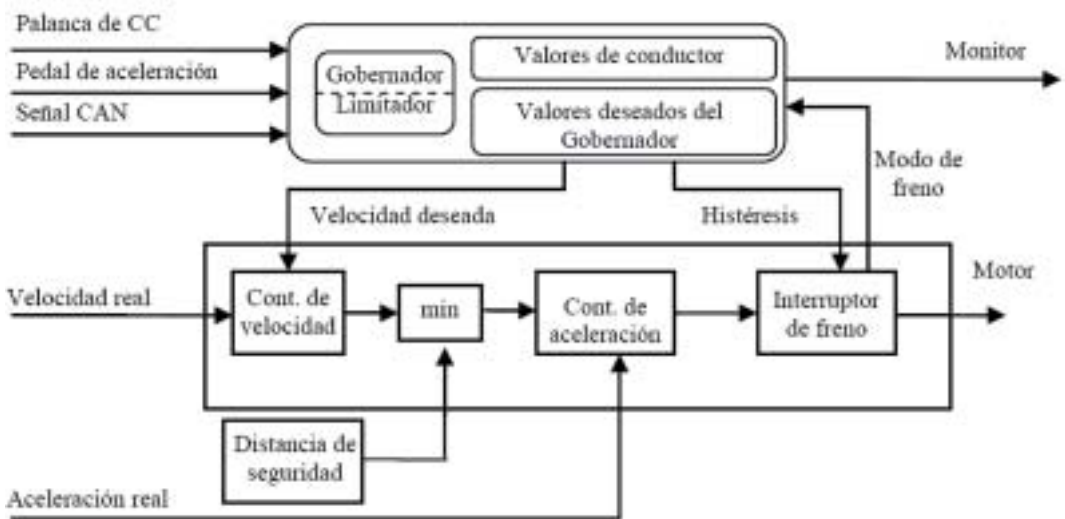 Palanca de CC
Pedal de aceleración
Señal CAN
Gobernador
Limitador
Valores de conductor
Valores deseados del
Gobernador
Monitor
Modo de
freno
Velocidad deseada
Histéresis
Velocidad real
Cont. de
velocidad
min
Cont. de
aceleración
Interruptor
de freno
Motor
Distancia de
seguridad
Aceleración real